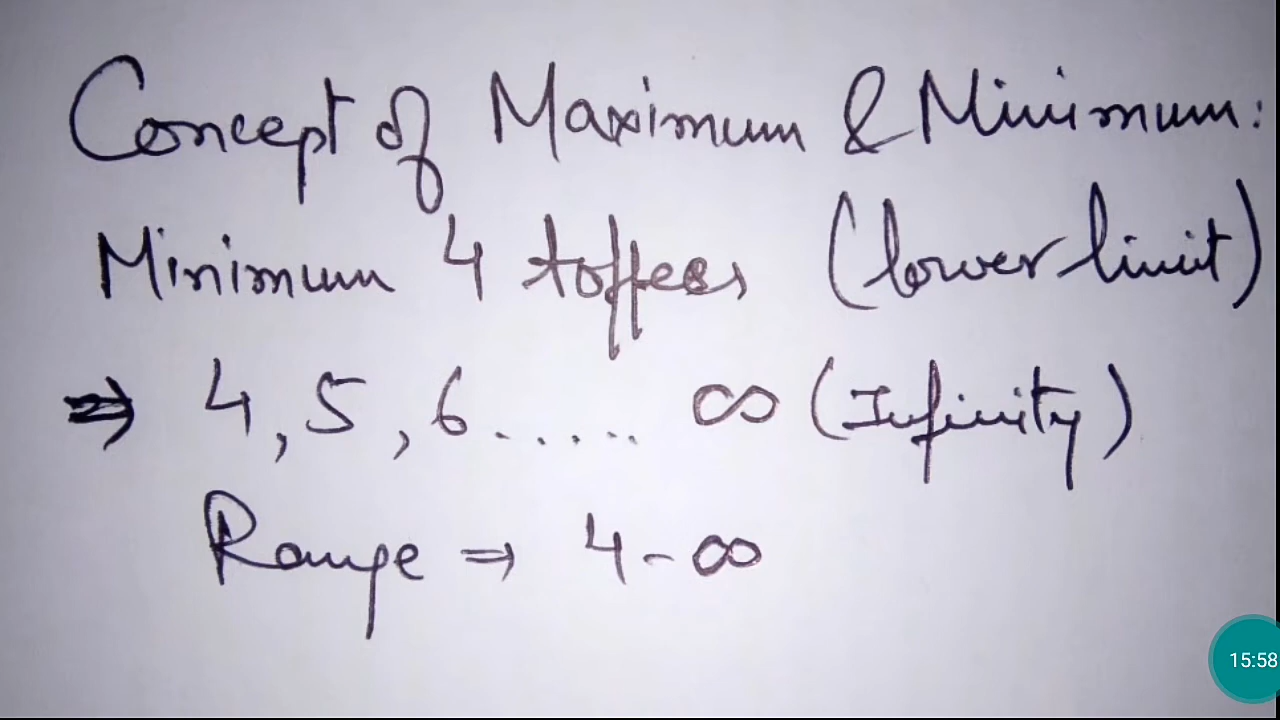 Concept of Maximum & Minimum:
Minimum 4 toffees (lower limit)
⇒ 4, 5, 6..... ∞ (Infinity)
Range ⇒ 4-∞
15:58